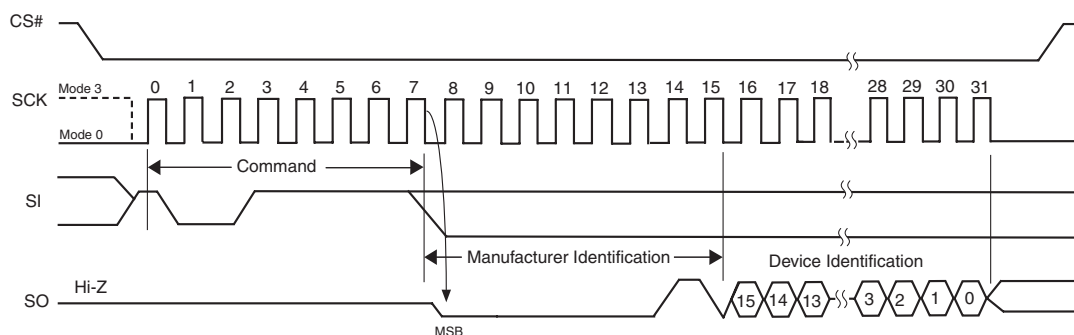 CS#
SCK
Mode 3
Mode 0
0 1 2 3 4 5 6 7 8 9 10 11 12 13 14 15 16 17 18 28 29 30 31
Command
SI
Manufacturer Identification
Device Identification
SO
Hi-Z
MSB
15 14 13 3 2 1 0